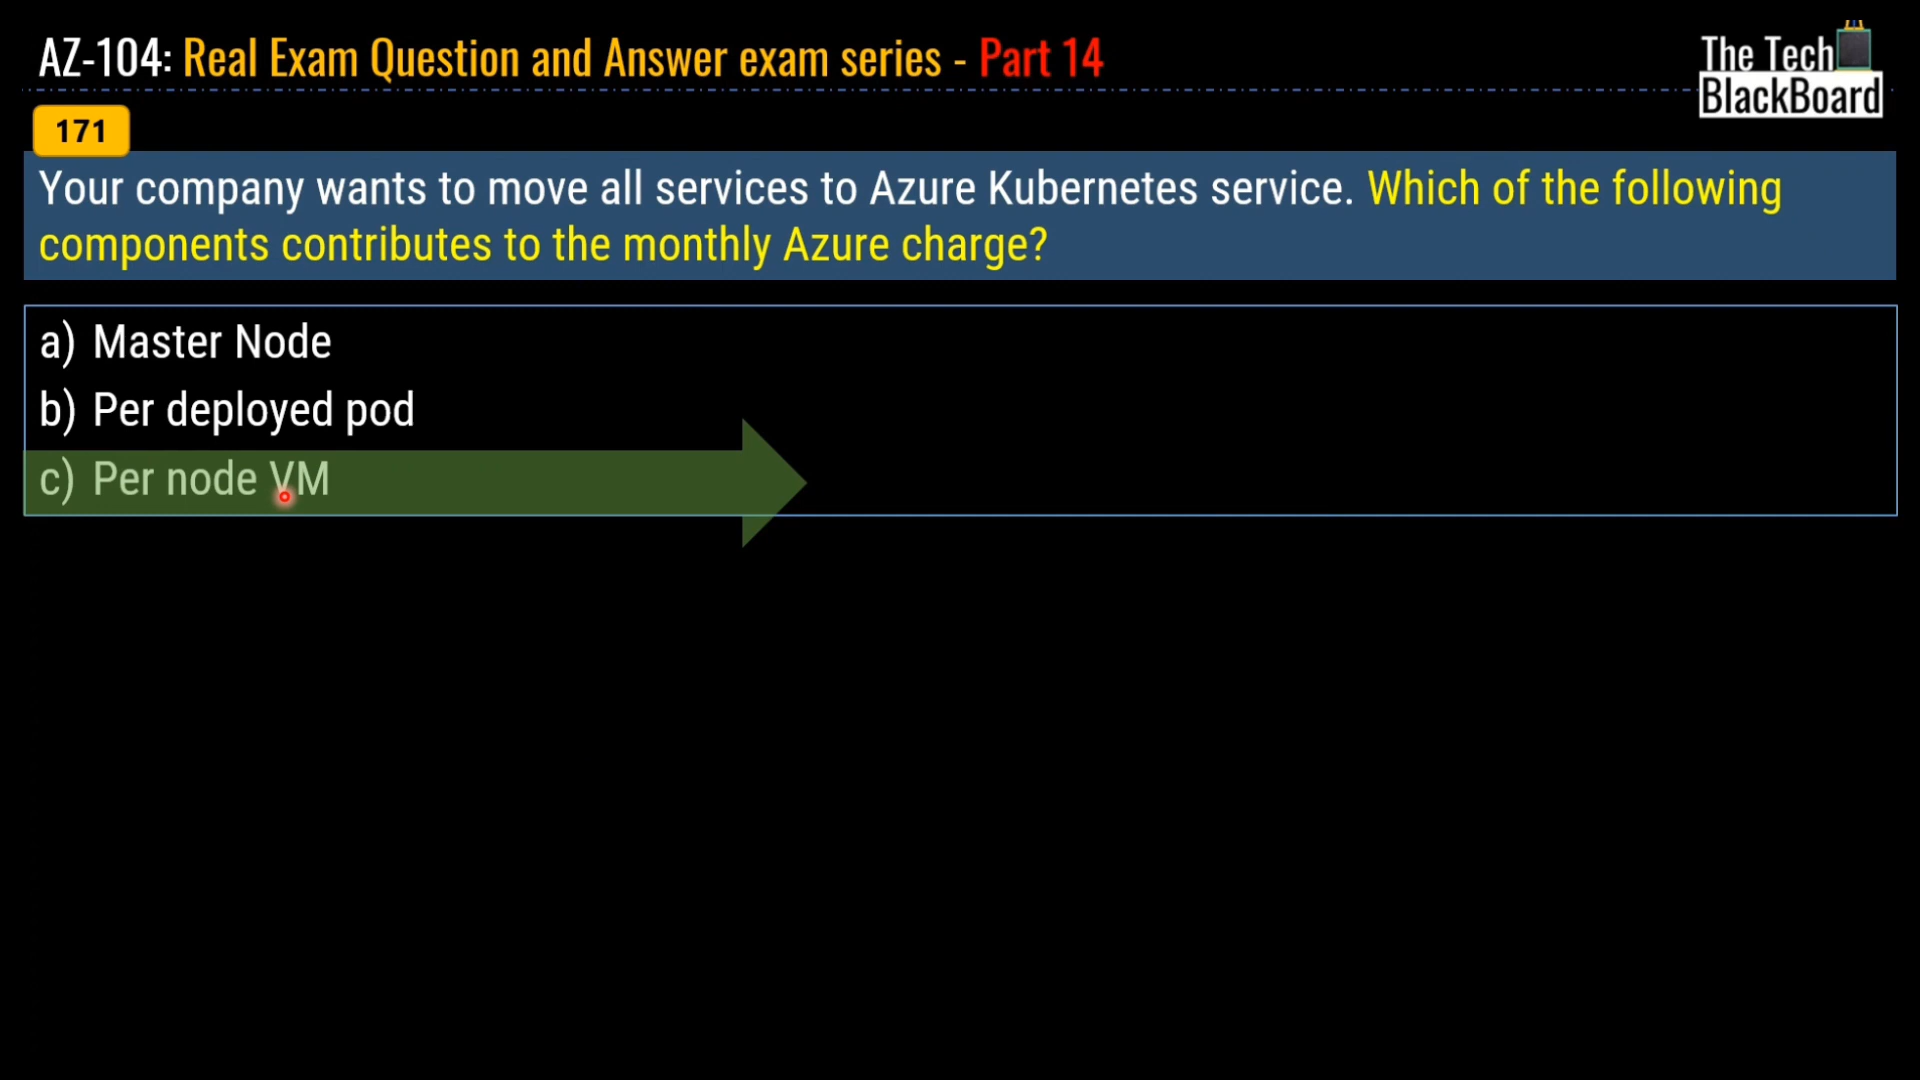 AZ-104: Real Exam Question and Answer exam series - Part 14
The Tech
BlackBoard
171
Your company wants to move all services to Azure Kubernetes service. Which of the following
components contributes to the monthly Azure charge?
a) Master Node
b) Per deployed pod
c) Per node VM